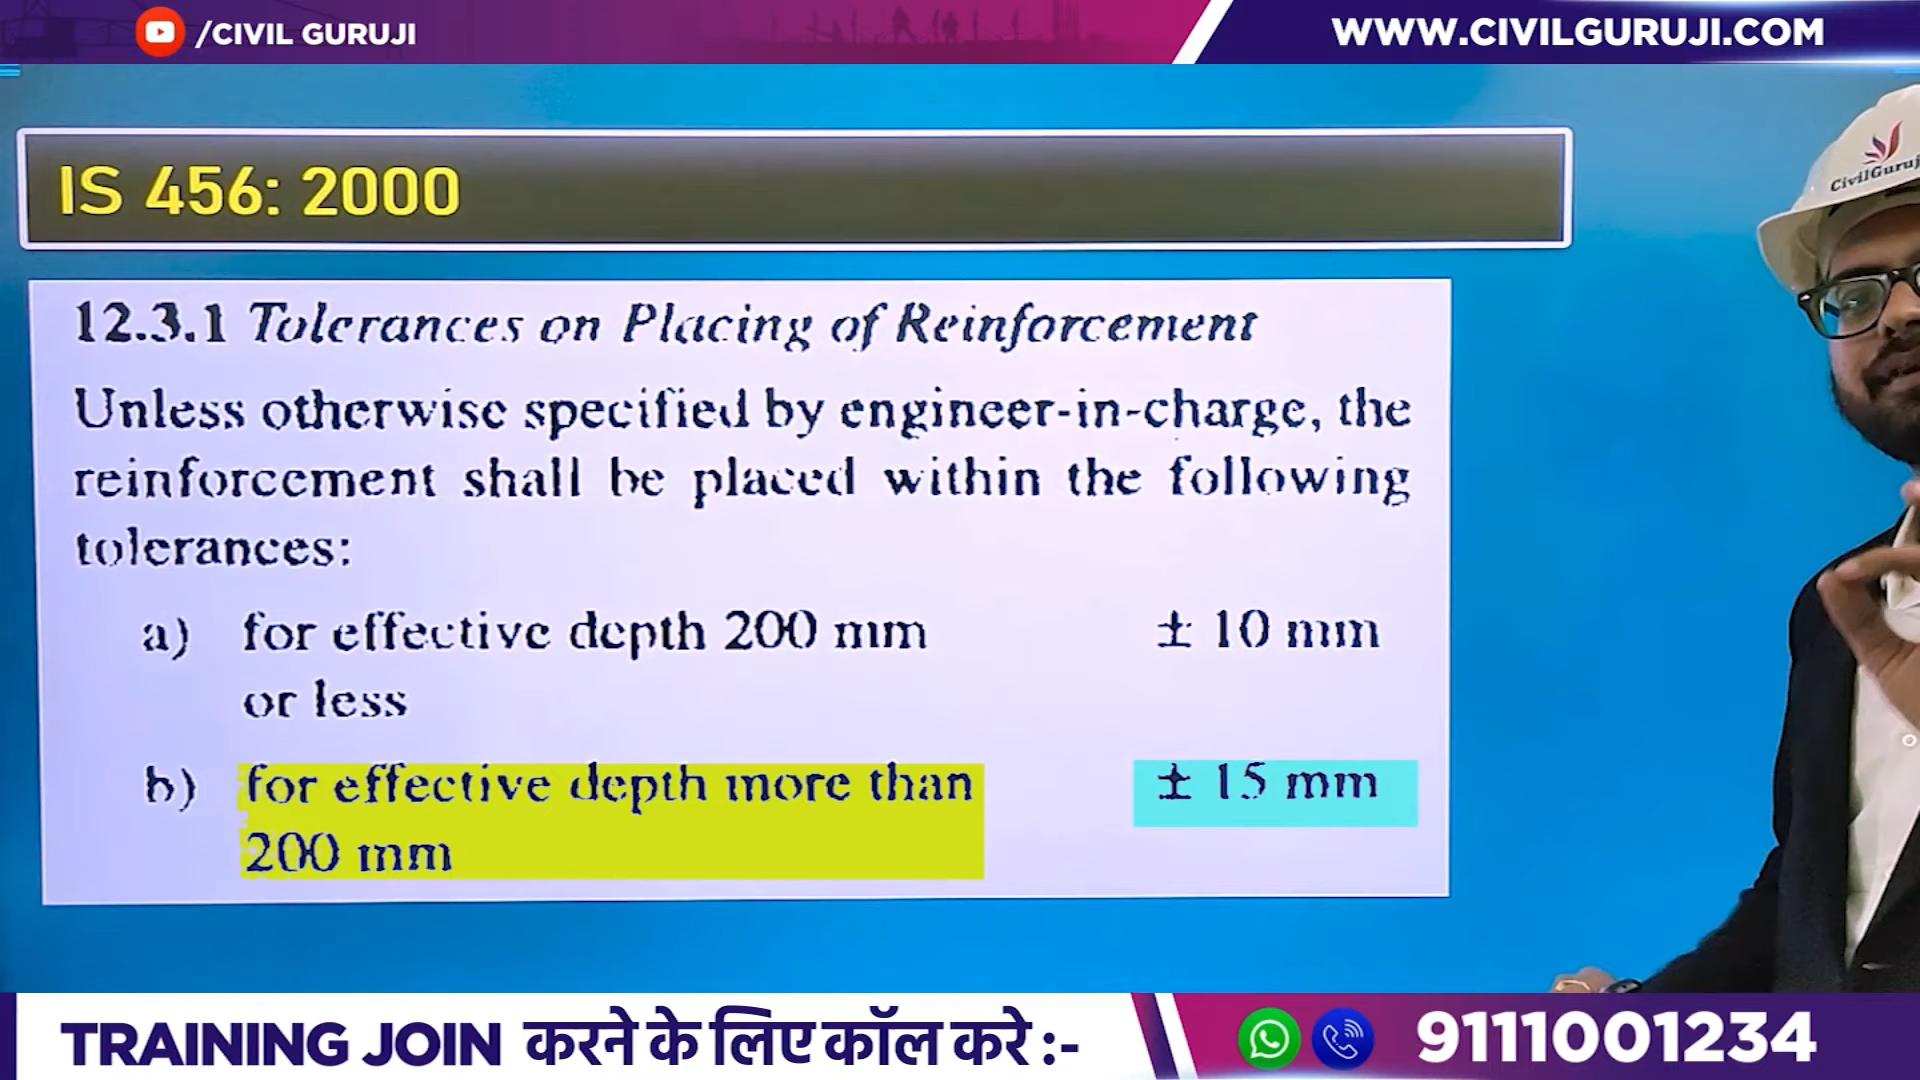 /CIVIL GURUJI
WWW.CIVILGURUJI.COM
IS 456: 2000
CivilGuruji
12.3.1 Tolerances on Placing of Reinforcement
Unless otherwise specified by engineer-in-charge, the
reinforcement shall be placed within the following
tolerances:
a) for effective depth 200 mm ± 10 mm
or less
b) for effective depth more than ± 15 mm
200 mm
TRAINING JOIN करने के लिए कॉल करे :-
9111001234